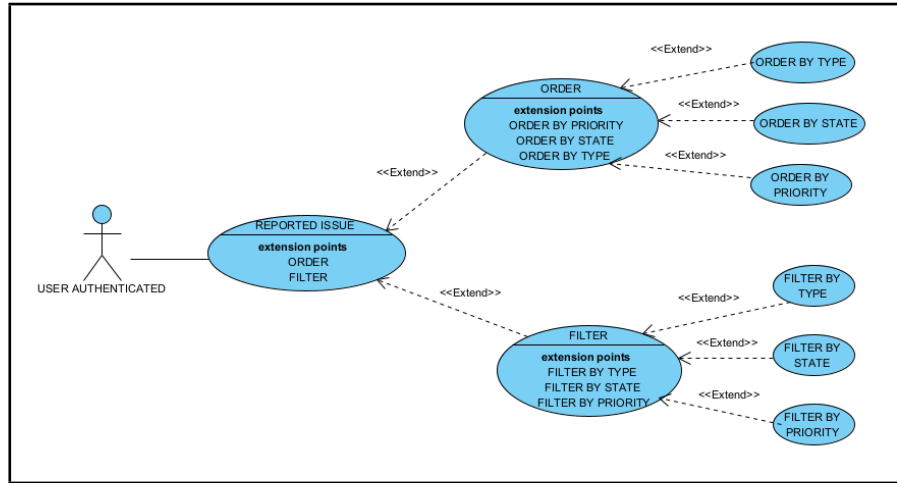 <<Extend>>
ORDER BY TYPE
ORDER
extension points
ORDER BY PRIORITY
ORDER BY STATE
ORDER BY TYPE
<<Extend>>
ORDER BY STATE
<<Extend>>
ORDER BY
PRIORITY
<<Extend>>
REPORTED ISSUE
extension points
ORDER
FILTER
USER AUTHENTICATED
<<Extend>>
FILTER
extension points
FILTER BY TYPE
FILTER BY STATE
FILTER BY PRIORITY
<<Extend>>
FILTER BY
TYPE
<<Extend>>
FILTER BY
STATE
<<Extend>>
FILTER BY
PRIORITY